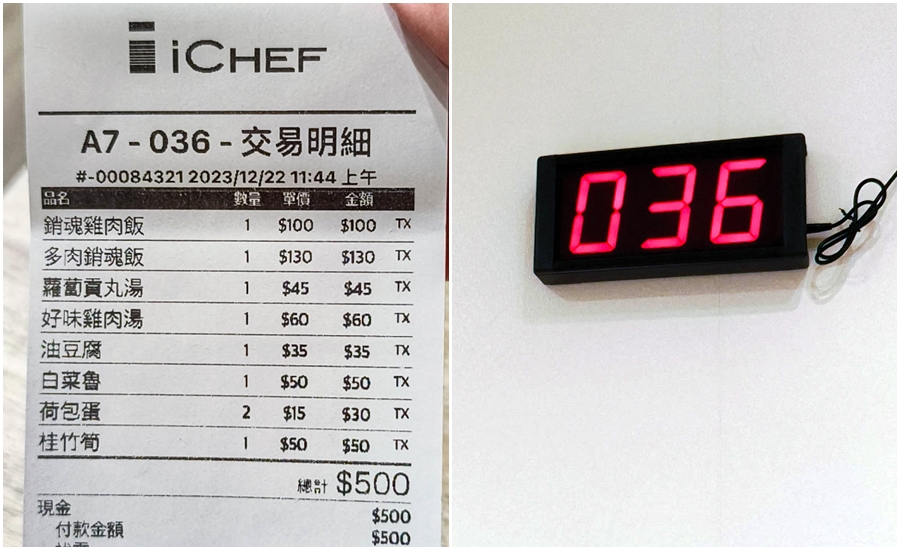 iCHEF
A7 - 036 - 交易明細
#-00084321 2023/12/22 11:44 上午
品名 數量 單價 金額
銷魂雞肉飯 1 $100 $100 TX
多肉銷魂飯 1 $130 $130 TX
蘿蔔貢丸湯 1 $45 $45 TX
好味雞肉湯 1 $60 $60 TX
油豆腐 1 $35 $35 TX
白菜魯 1 $50 $50 TX
荷包蛋 2 $15 $30 TX
桂竹筍 1 $50 $50 TX
總計 $500
現金 $500
付款金額 $500
036